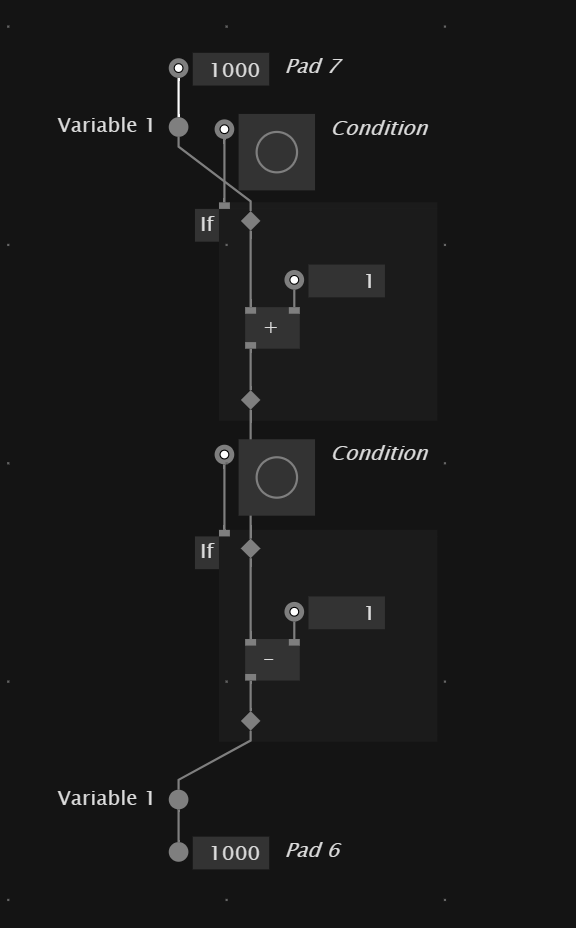 1000 Pad 7
Variable 1
Condition
If
1
+
Condition
If
1
−
Variable 1
1000 Pad 6